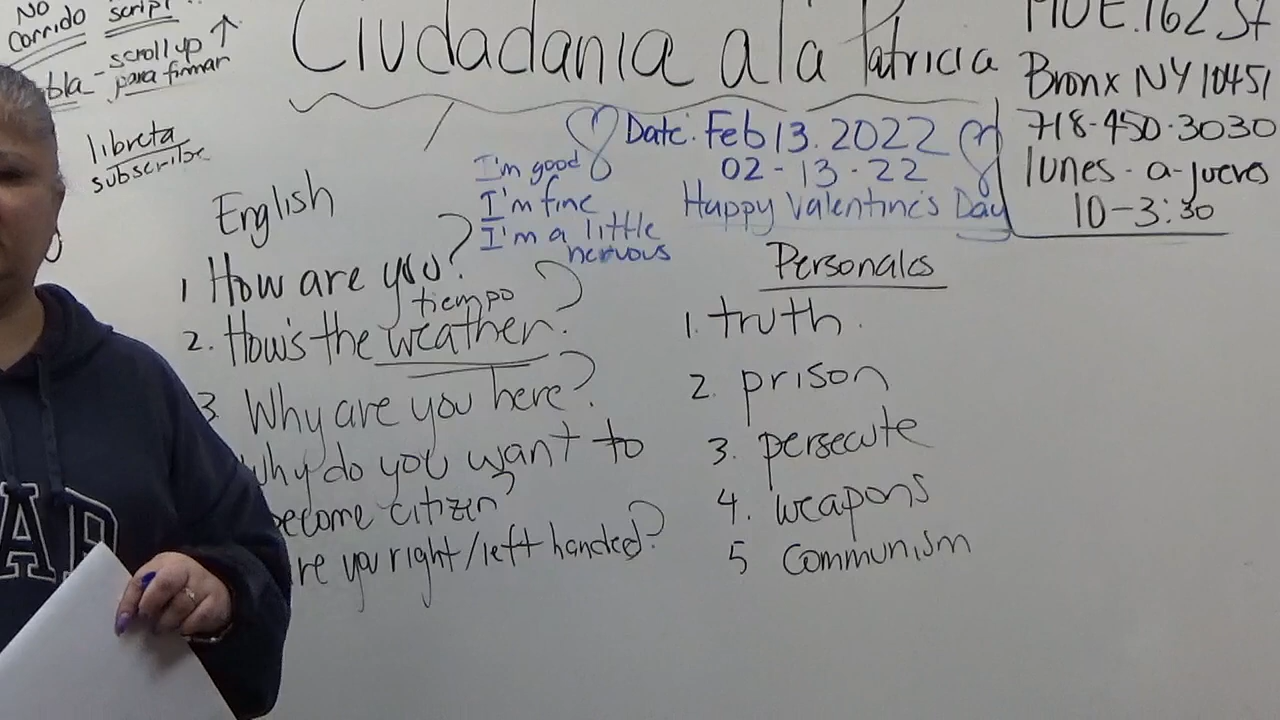 No script
corrido
scroll up ↑
bla - para firmar
libreta
subscribe
Ciudadania a la Patricia
162 St
Bronx NY 10451
718-450-3030
lunes - a - jueves
10-3:30
Date: Feb 13. 2022
02-13-22
Happy Valentine's Day
I'm good
I'm fine
I'm a little
nervous
English
1 How are you?
tiempo
2. How's the weather?
3. Why are you here?
why do you want to
become citizen?
re you right/left handed?
Personales
1. truth.
2. prison
3. persecute
4. weapons
5 Communism